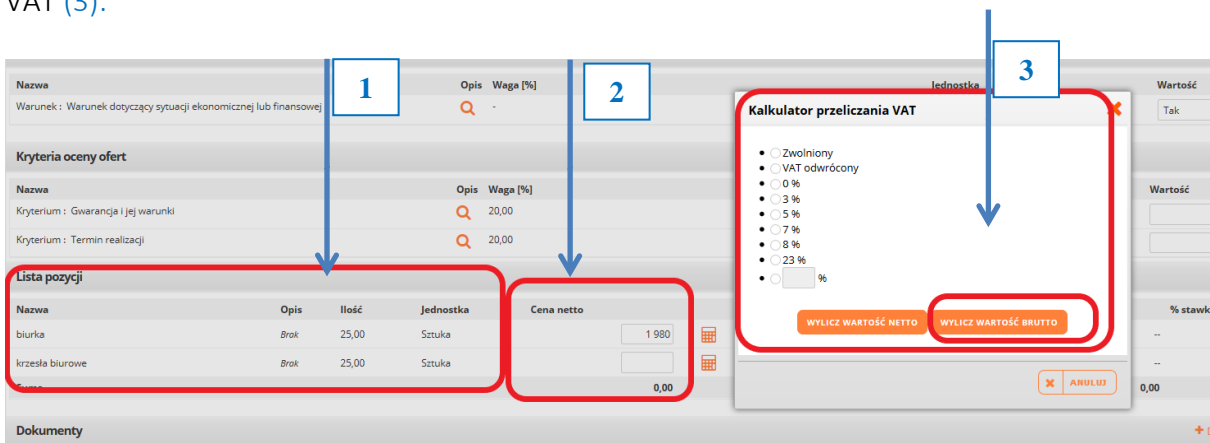 VAT (3).
1
2
3
Nazwa Opis Waga [%] Jednostka Wartość
Warunek : Warunek dotyczący sytuacji ekonomicznej lub finansowej - Tak
Kryteria oceny ofert
Nazwa Opis Waga [%] Wartość
Kryterium : Gwarancja i jej warunki 20,00
Kryterium : Termin realizacji 20,00
Lista pozycji
Nazwa Opis Ilość Jednostka Cena netto % stawk
biurka Brak 25,00 Sztuka 1 980 --
krzesła biurowe Brak 25,00 Sztuka --
Suma 0,00 0,00
Dokumenty
Kalkulator przeliczania VAT
Zwolniony
VAT odwrócony
0 %
3 %
5 %
7 %
8 %
23 %
%
WYLICZ WARTOŚĆ NETTO WYLICZ WARTOŚĆ BRUTTO
ANULUJ